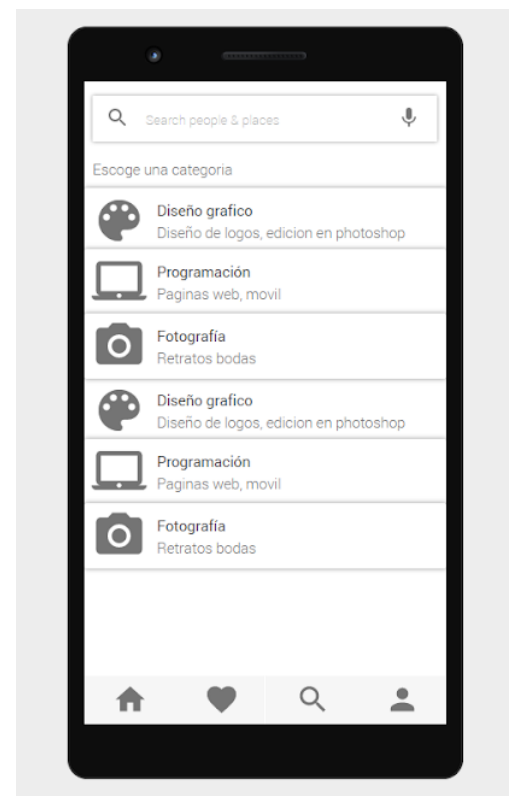 Search people & places
Escoge una categoria
Diseño grafico
Diseño de logos, edicion en photoshop
Programación
Paginas web, movil
Fotografía
Retratos bodas
Diseño grafico
Diseño de logos, edicion en photoshop
Programación
Paginas web, movil
Fotografía
Retratos bodas